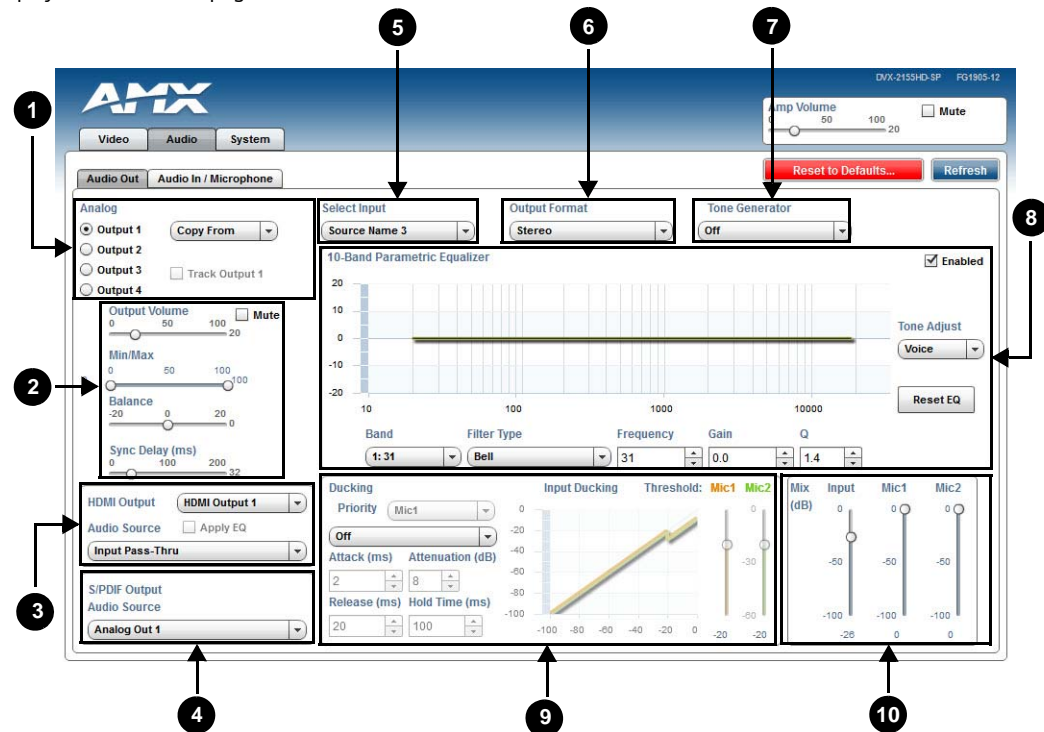 5
6
7
DVX-2155HD-SP FG1905-12
AMX
1
Amp Volume
0 50 100
20
Mute
Video Audio System
Audio Out Audio In / Microphone
Reset to Defaults... Refresh
Analog
Output 1
Copy From
Output 2
Output 3
Track Output 1
Output 4
Select Input
Source Name 3
Output Format
Stereo
Tone Generator
Off
8
10-Band Parametric Equalizer
Enabled
20
10
0
-10
-20
10 100 1000 10000
Tone Adjust
Voice
Reset EQ
Band Filter Type Frequency Gain Q
1: 31 Bell 31 0.0 1.4
2
Output Volume
Mute
0 50 100
20
Min/Max
0 50 100
0 100
Balance
-20 0 20
0
Sync Delay (ms)
0 100 200
32
3
HDMI Output
HDMI Output 1
Audio Source
Apply EQ
Input Pass-Thru
S/PDIF Output
Audio Source
Analog Out 1
Ducking
Priority
Mic1
Off
Attack (ms) Attenuation (dB)
2 8
Release (ms) Hold Time (ms)
20 100
Input Ducking
Threshold: Mic1 Mic2
0
-20
-40
-60
-80
-100
-100 -80 -60 -40 -20 0
0
-30
-60
-20 -20
Mix (dB)
Input Mic1 Mic2
0 0 0
-50 -50 -50
-100 -100 -100
-26 0 0
4
9
10